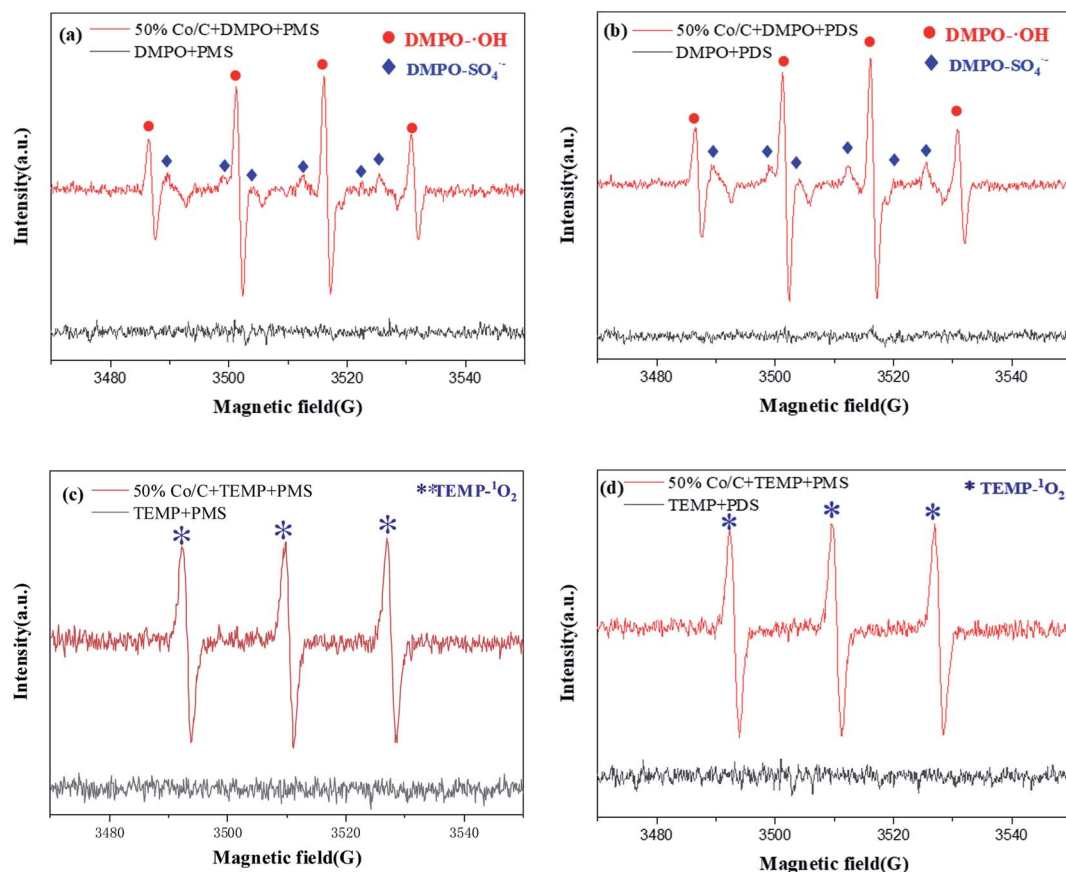 (a)
50% Co/C+DMPO+PMS
DMPO+PMS
DMPO-·OH
DMPO-SO₄·⁻
Intensity(a.u.)
3480 3500 3520 3540
Magnetic field(G)
(b)
50% Co/C+DMPO+PDS
DMPO+PDS
DMPO-·OH
DMPO-SO₄·⁻
Intensity(a.u.)
3480 3500 3520 3540
Magnetic field(G)
(c)
50% Co/C+TEMP+PMS
TEMP+PMS
**TEMP-¹O₂
* * *
Intensity(a.u.)
3480 3500 3520 3540
Magnetic field(G)
(d)
50% Co/C+TEMP+PMS
TEMP+PDS
* TEMP-¹O₂
* * *
Intensity(a.u.)
3480 3500 3520 3540
Magnetic field(G)